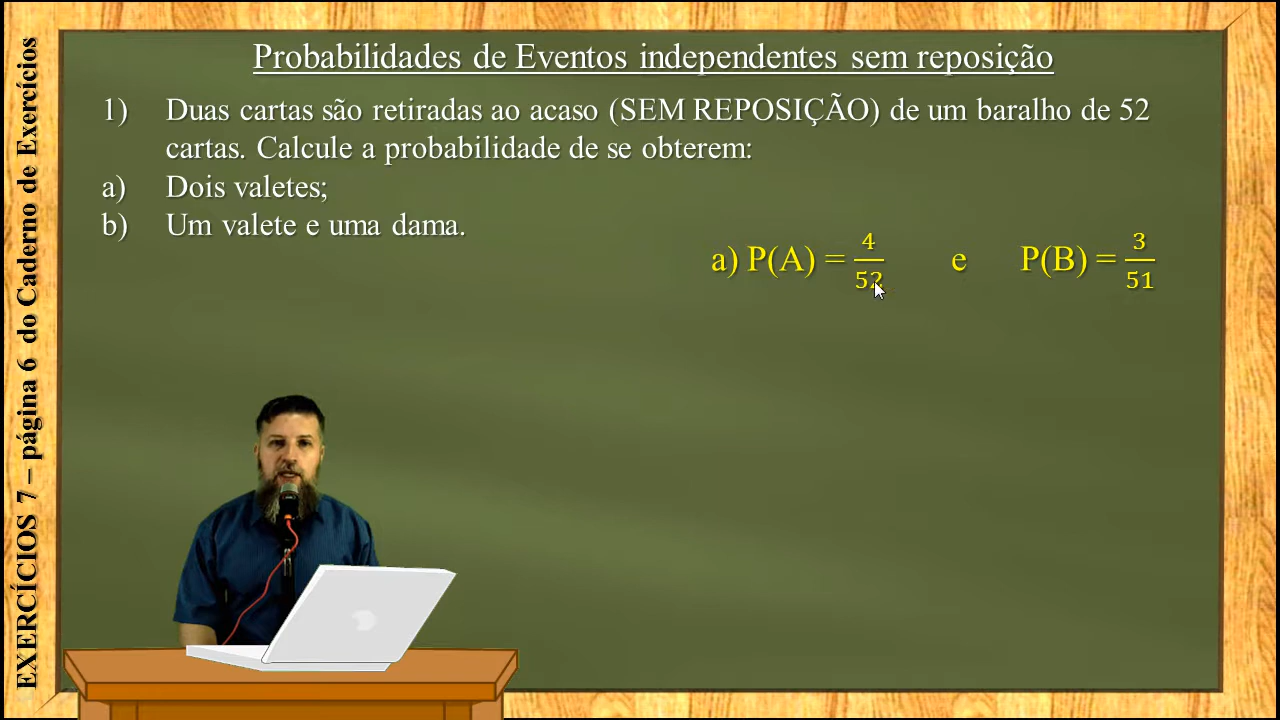 EXERCÍCIOS 7 – página 6 do Caderno de Exercícios
Probabilidades de Eventos independentes sem reposição
1) Duas cartas são retiradas ao acaso (SEM REPOSIÇÃO) de um baralho de 52
cartas. Calcule a probabilidade de se obterem:
a) Dois valetes;
b) Um valete e uma dama.
a) P(A) = 4/52 e P(B) = 3/51